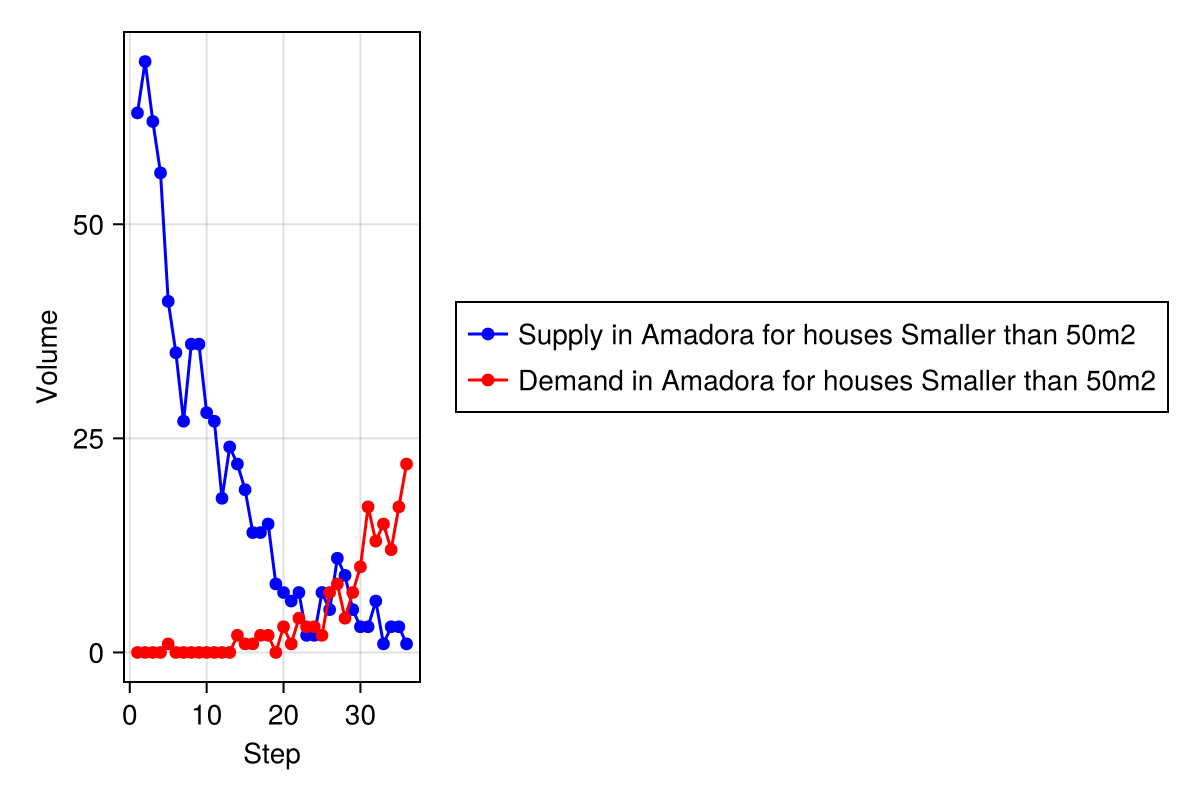 Volume
50
25
0
0 10 20 30
Step
Supply in Amadora for houses Smaller than 50m2
Demand in Amadora for houses Smaller than 50m2